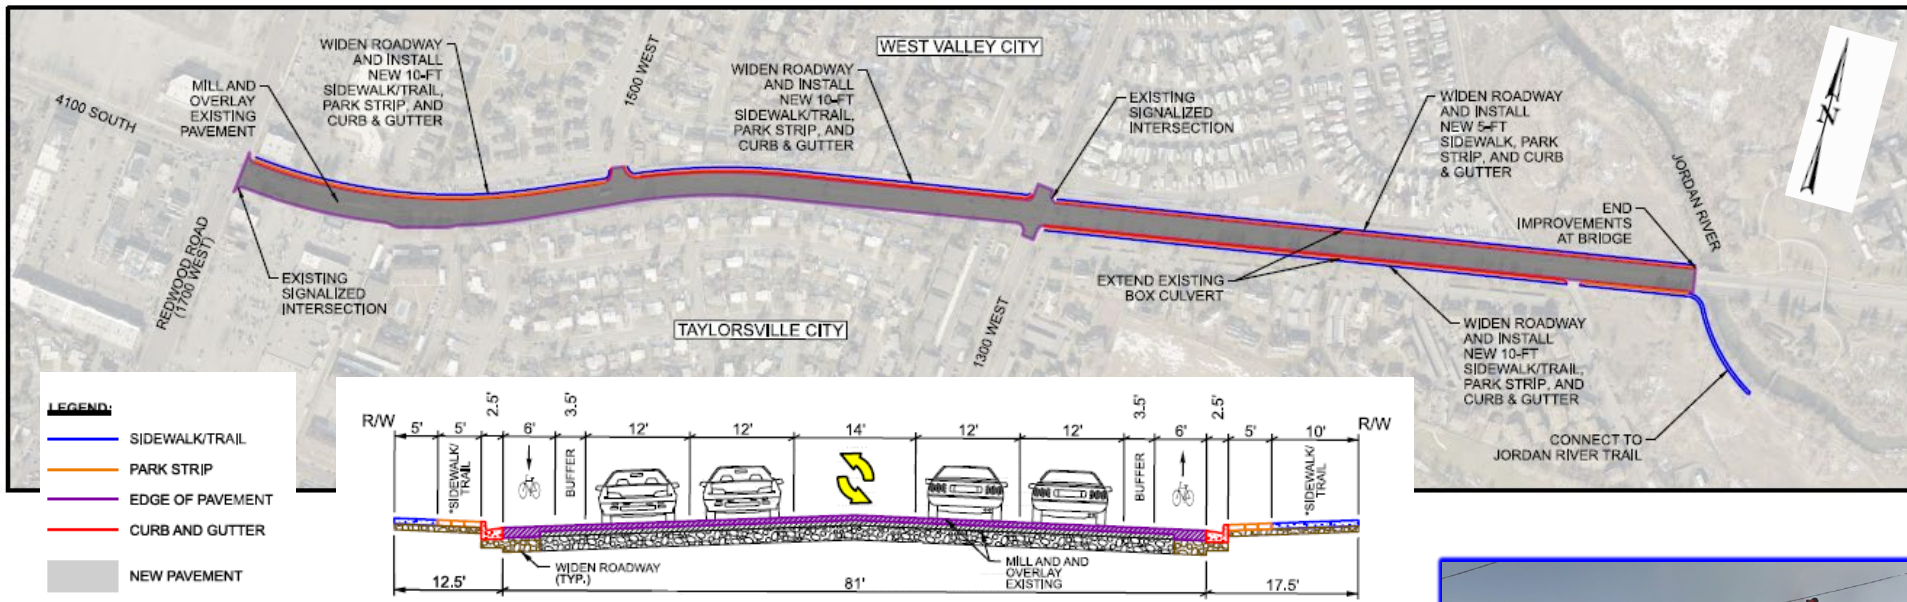 WEST VALLEY CITY
WIDEN ROADWAY
AND INSTALL
NEW 10-FT
SIDEWALK/TRAIL,
PARK STRIP, AND
CURB & GUTTER
1500 WEST
MILL AND
OVERLAY
EXISTING
PAVEMENT
4100 SOUTH
WIDEN ROADWAY
AND INSTALL
NEW 10-FT
SIDEWALK/TRAIL,
PARK STRIP, AND
CURB & GUTTER
EXISTING
SIGNALIZED
INTERSECTION
WIDEN ROADWAY
AND INSTALL
NEW 5-FT
SIDEWALK, PARK
STRIP, AND CURB
& GUTTER
JORDAN RIVER
N
END
IMPROVEMENTS
AT BRIDGE
REDWOOD ROAD
(1700 WEST)
EXISTING
SIGNALIZED
INTERSECTION
TAYLORSVILLE CITY
1300 WEST
EXTEND EXISTING
BOX CULVERT
WIDEN ROADWAY
AND INSTALL
NEW 10-FT
SIDEWALK/TRAIL,
PARK STRIP, AND
CURB & GUTTER
CONNECT TO
JORDAN RIVER TRAIL
LEGEND:
SIDEWALK/TRAIL
PARK STRIP
EDGE OF PAVEMENT
CURB AND GUTTER
NEW PAVEMENT
R/W 5' 5' 2.5' 6' 3.5' 12' 12' 14' 12' 12' 3.5' 6' 2.5' 5' 10' R/W
*SIDEWALK/
TRAIL
BUFFER
BUFFER
*SIDEWALK/
TRAIL
WIDEN ROADWAY
(TYP.)
MILL AND AND
OVERLAY
EXISTING
12.5' 81' 17.5'